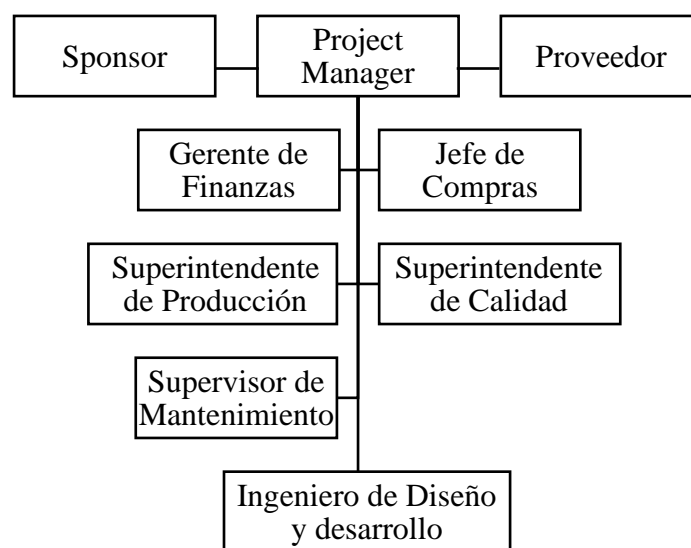 Sponsor
Project
Manager
Proveedor
Gerente de
Finanzas
Jefe de
Compras
Superintendente
de Producción
Superintendente
de Calidad
Supervisor de
Mantenimiento
Ingeniero de Diseño
y desarrollo